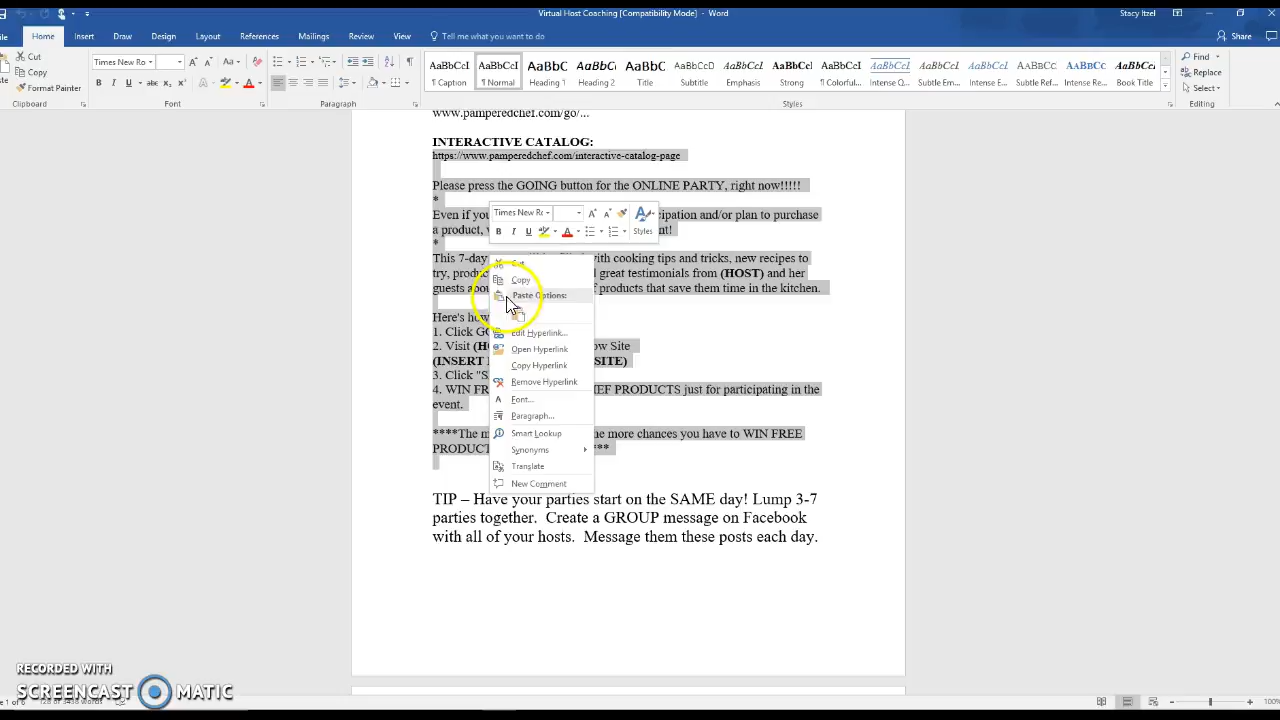 Virtual Host Coaching [Compatibility Mode] - Word
Stacy Itzel
Home Insert Draw Design Layout References Mailings Review View Tell me what you want to do
Share
Cut
Copy
Format Painter
Clipboard
Times New Ro
Font
Paragraph
AaBbCcI AaBbCcI AaBbC AaBbCc AaBbC AaBbCcD AaBbCcI AaBbCcI AaBbCcI AaBbCcI AaBbCcI AaBbCcI AaBbCc AABBCC AaBbCcI
¶ Caption ¶ Normal Heading 1 Heading 2 Title Subtitle Emphasis Strong ¶ Colorful... Intense Q... Subtle Em... Intense E... Subtle Ref... Intense Re... Book Title
Styles
Find
Replace
Select
Editing
www.pamperedchef.com/go/...
INTERACTIVE CATALOG:
https://www.pamperedchef.com/interactive-catalog-page
Please press the GOING button for the ONLINE PARTY, right now!!!!!
*
Even if you cipation and/or plan to purchase
a product, nt!
*
This 7-day with cooking tips and tricks, new recipes to
try, produ d great testimonials from (HOST) and her
guests abo f products that save them time in the kitchen.
Here's how
1. Click GO
2. Visit (HO ow Site
(INSERT SITE)
3. Click "S
4. WIN FR EF PRODUCTS just for participating in the
event.
****The m he more chances you have to WIN FREE
PRODUCT ***
Times New Ro
Styles
Cut
Copy
Paste Options:
Edit Hyperlink...
Open Hyperlink
Copy Hyperlink
Remove Hyperlink
Font...
Paragraph...
Smart Lookup
Synonyms
Translate
New Comment
TIP – Have your parties start on the SAME day! Lump 3-7
parties together. Create a GROUP message on Facebook
with all of your hosts. Message them these posts each day.
RECORDED WITH
SCREENCAST MATIC
100%